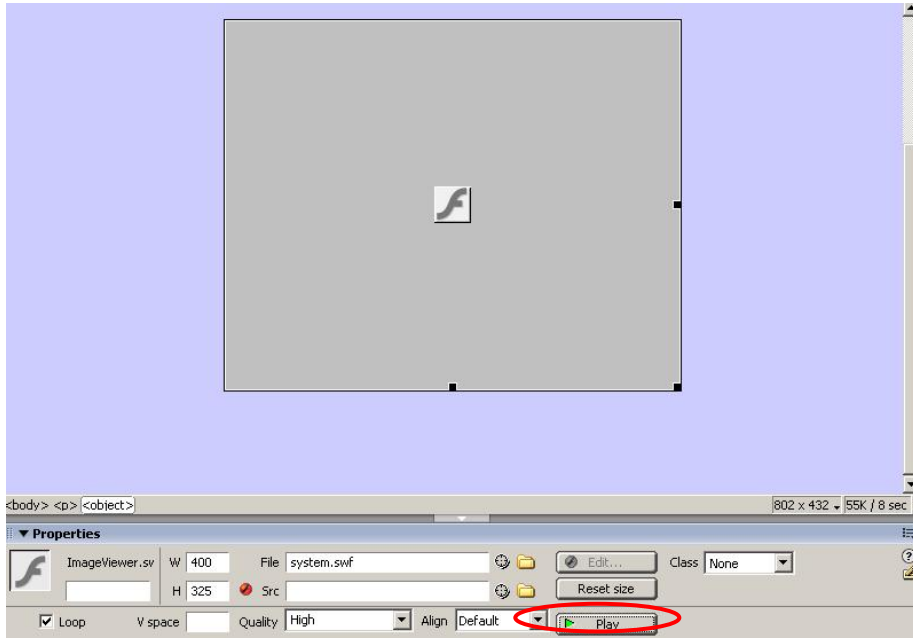 <body> <p> <object> 802 x 432 55K / 8 sec
Properties
ImageViewer.sv W 400 File system.swf Edit... Class None
H 325 Src Reset size
Loop V space Quality High Align Default Play